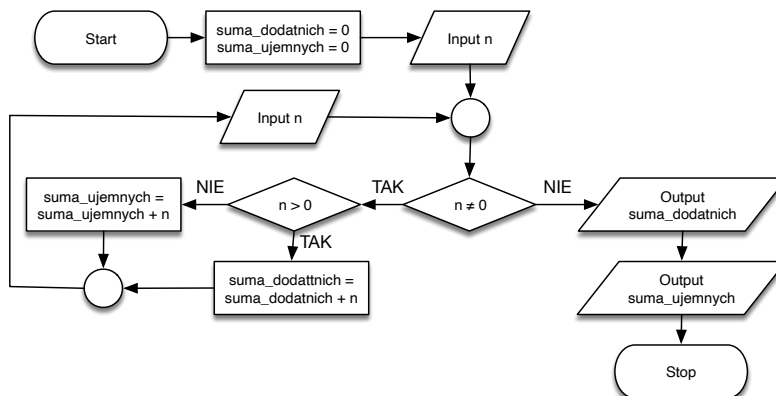 Start
suma_dodatnich = 0
suma_ujemnych = 0
Input n
Input n
suma_ujemnych =
suma_ujemnych + n
NIE
n > 0
TAK
n ≠ 0
NIE
Output
suma_dodatnich
TAK
suma_dodattnich =
suma_dodatnich + n
Output
suma_ujemnych
Stop